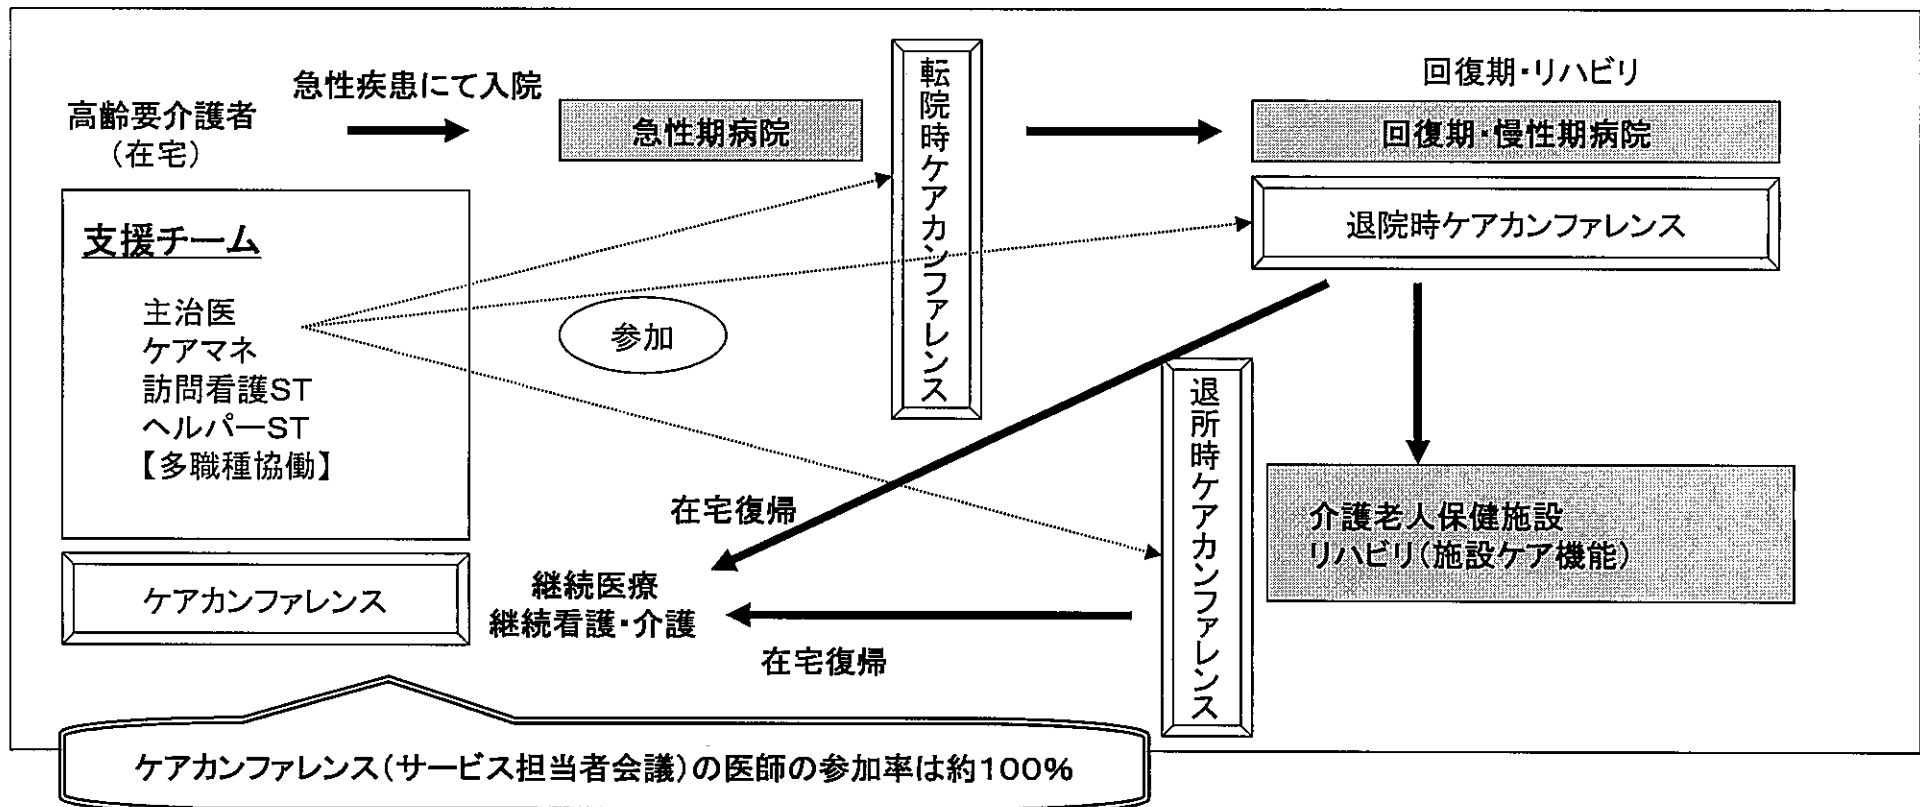 高齢要介護者
(在宅)
急性疾患にて入院
急性期病院
転院時ケアカンファレンス
回復期・リハビリ
回復期・慢性期病院
退院時ケアカンファレンス
支援チーム
主治医
ケアマネ
訪問看護ST
ヘルパーST
【多職種協働】
参加
退所時ケアカンファレンス
介護老人保健施設
リハビリ(施設ケア機能)
在宅復帰
ケアカンファレンス
継続医療
継続看護・介護
在宅復帰
ケアカンファレンス(サービス担当者会議)の医師の参加率は約100%